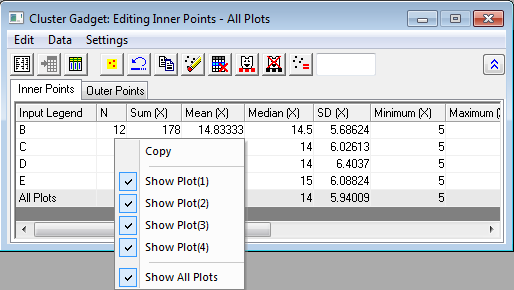 Cluster Gadget: Editing Inner Points - All Plots
Edit Data Settings
Inner Points Outer Points
Input Legend N Sum (X) Mean (X) Median (X) SD (X) Minimum (X) Maximum (X
B 12 178 14.83333 14.5 5.68624 5
C 14 6.02613 5
D 14 6.4037 5
E 15 6.08824 5
All Plots 14 5.94009 5
Copy
Show Plot(1)
Show Plot(2)
Show Plot(3)
Show Plot(4)
Show All Plots